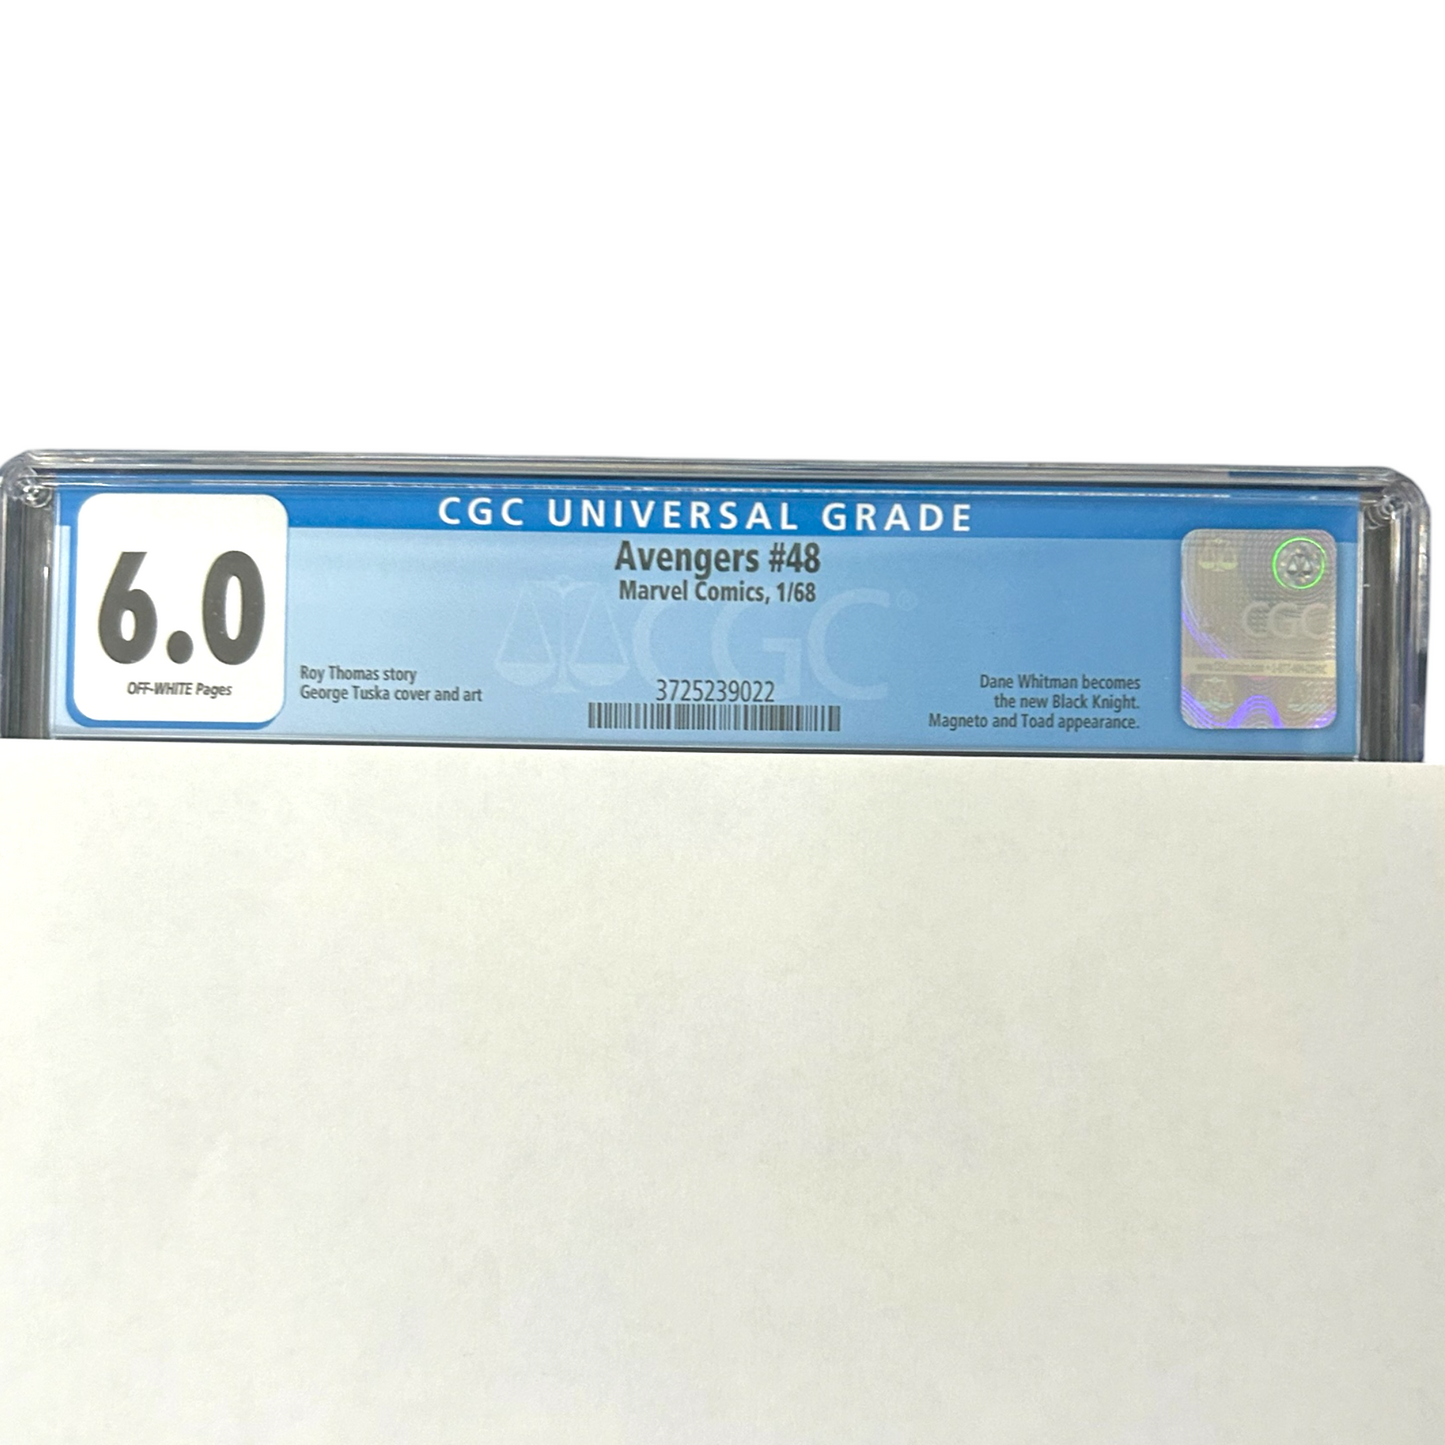 CGC UNIVERSAL GRADE
6.0
OFF-WHITE Pages
Avengers #48
Marvel Comics, 1/68
Roy Thomas story
George Tuska cover and art
CGC
3725239022
Dane Whitman becomes
the new Black Knight.
Magneto and Toad appearance.
CGC